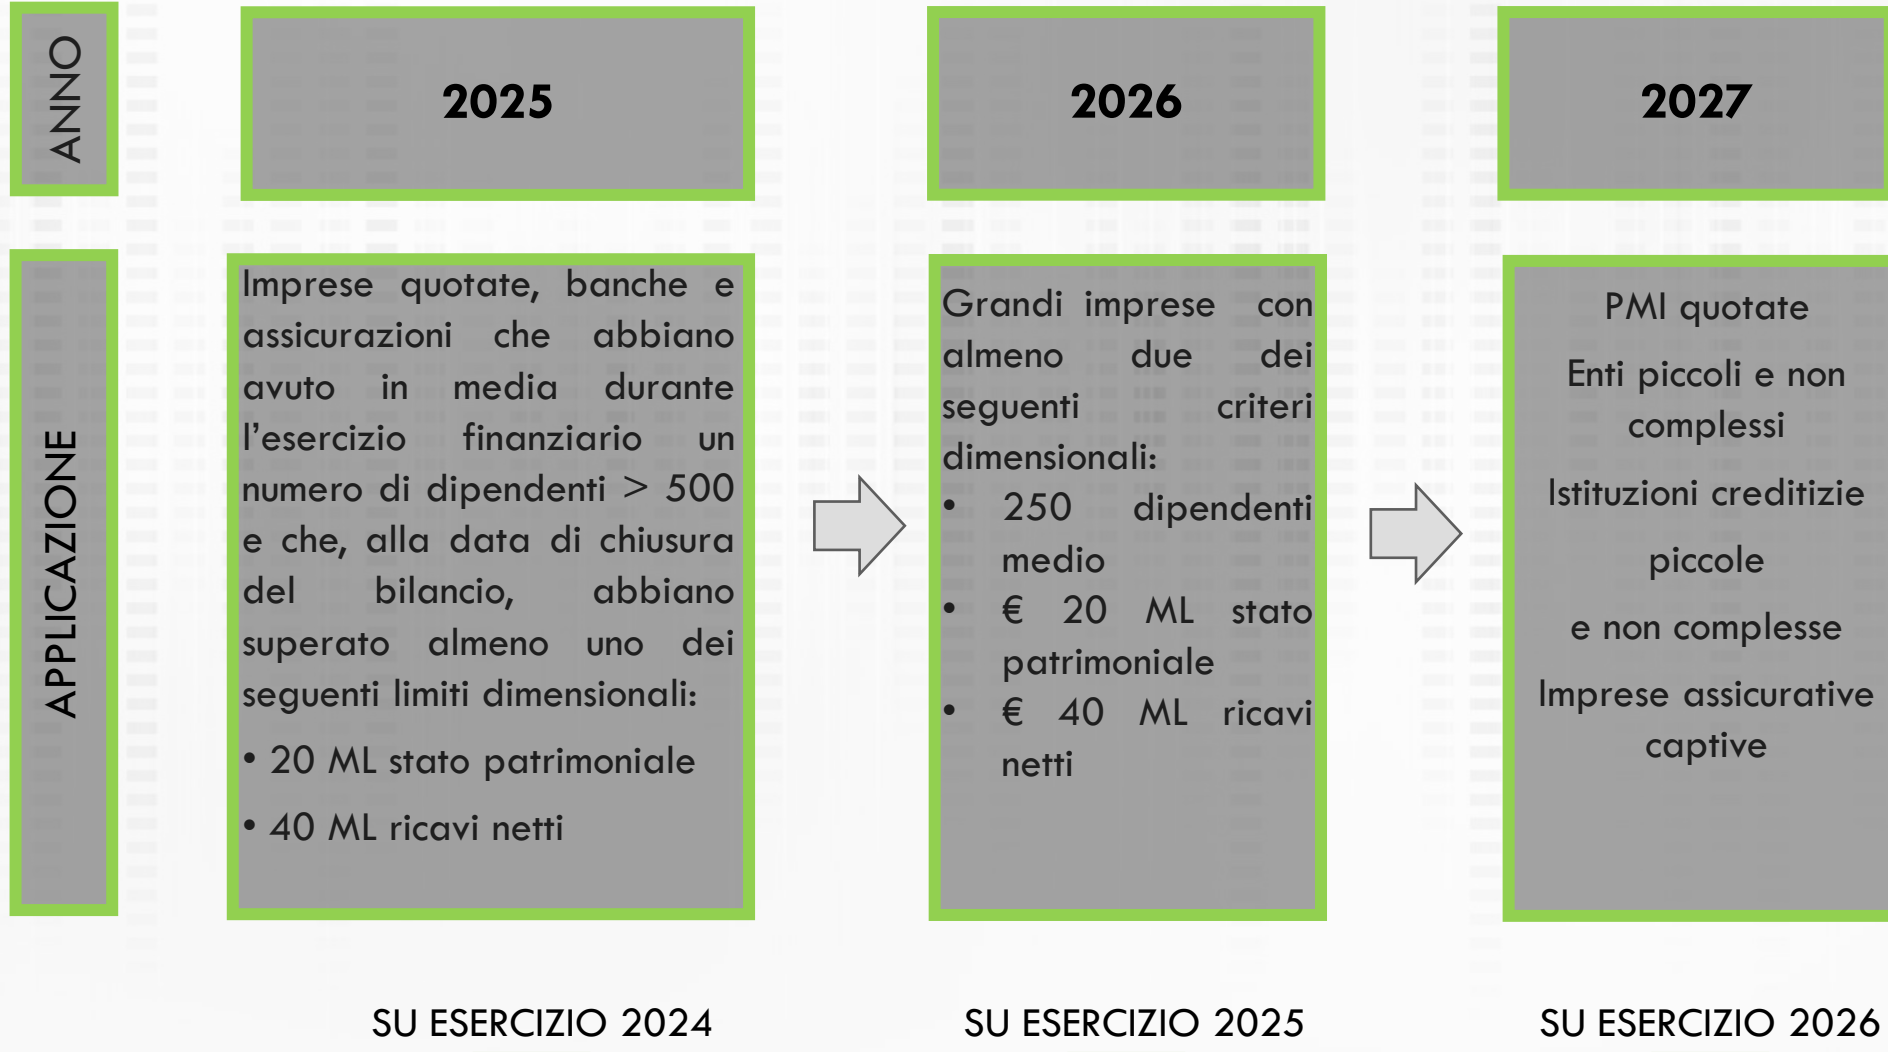 ANNO
2025
2026
2027
APPLICAZIONE
Imprese quotate, banche e
assicurazioni che abbiano
avuto in media durante
l’esercizio finanziario un
numero di dipendenti > 500
e che, alla data di chiusura
del bilancio, abbiano
superato almeno uno dei
seguenti limiti dimensionali:
• 20 ML stato patrimoniale
• 40 ML ricavi netti
Grandi imprese con
almeno due dei
seguenti criteri
dimensionali:
• 250 dipendenti
medio
• € 20 ML stato
patrimoniale
• € 40 ML ricavi
netti
PMI quotate
Enti piccoli e non
complessi
Istituzioni creditizie
piccole
e non complesse
Imprese assicurative
captive
SU ESERCIZIO 2024
SU ESERCIZIO 2025
SU ESERCIZIO 2026